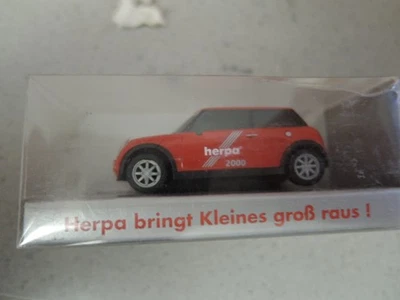 herpa®
2000
Herpa bringt Kleines groß raus !